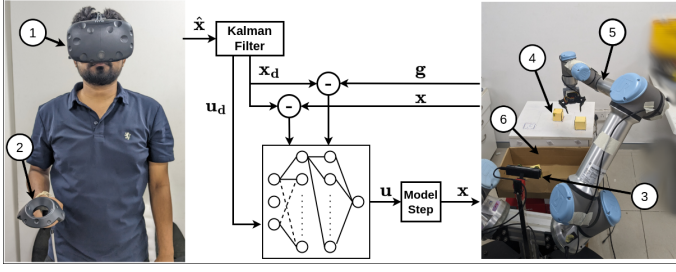 1
2
x̂
Kalman
Filter
x_d
u_d
g
x
-
-
u
Model
Step
x
4
5
6
3